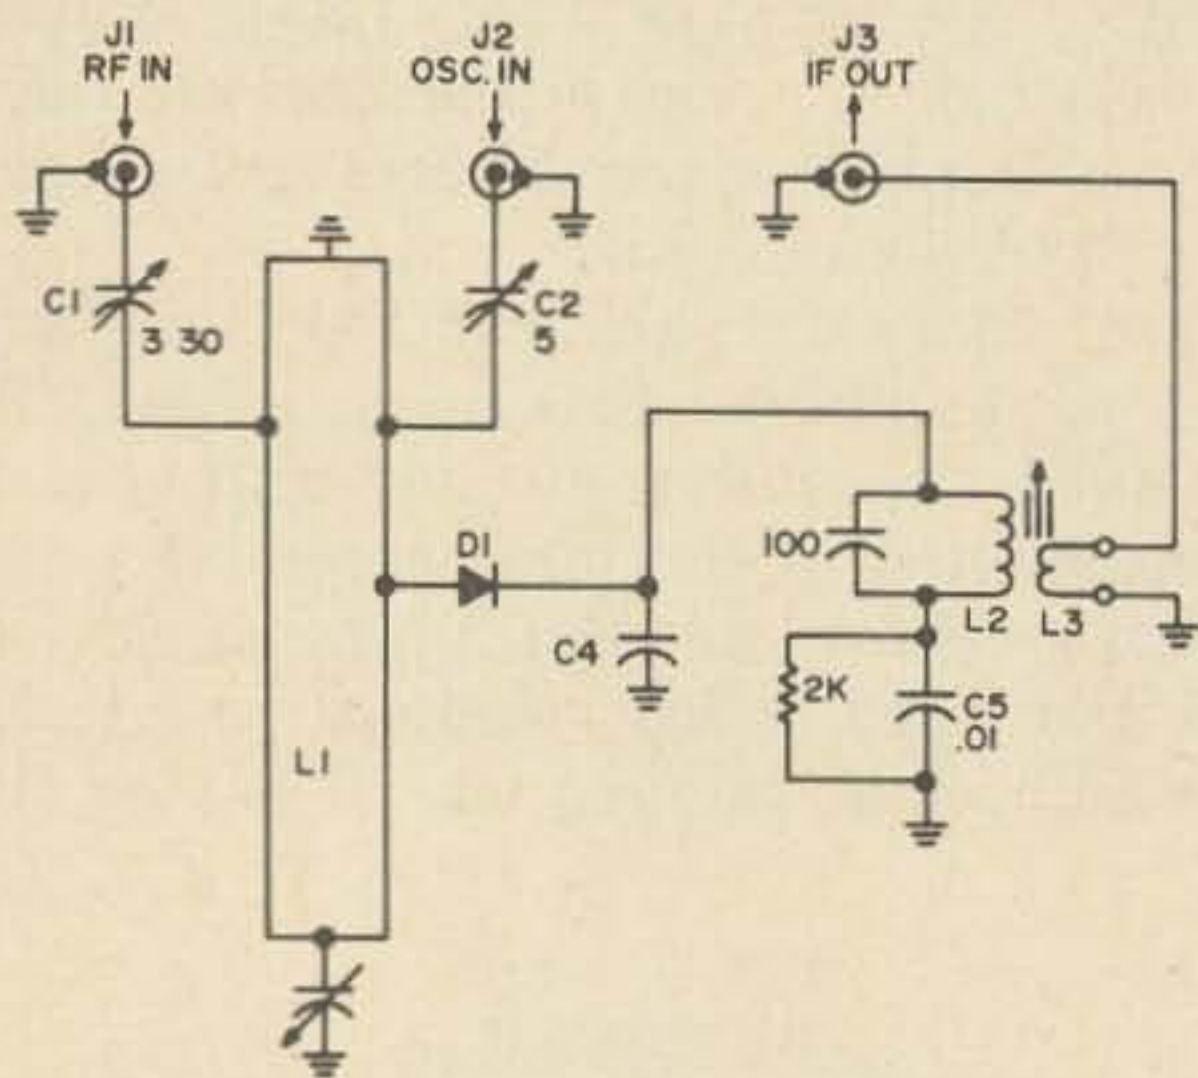 J1
RF IN
J2
OSC. IN
J3
IF OUT
C1
3 30
C2
5
D1
100
L2
L3
C4
2K
C5
.01
L1